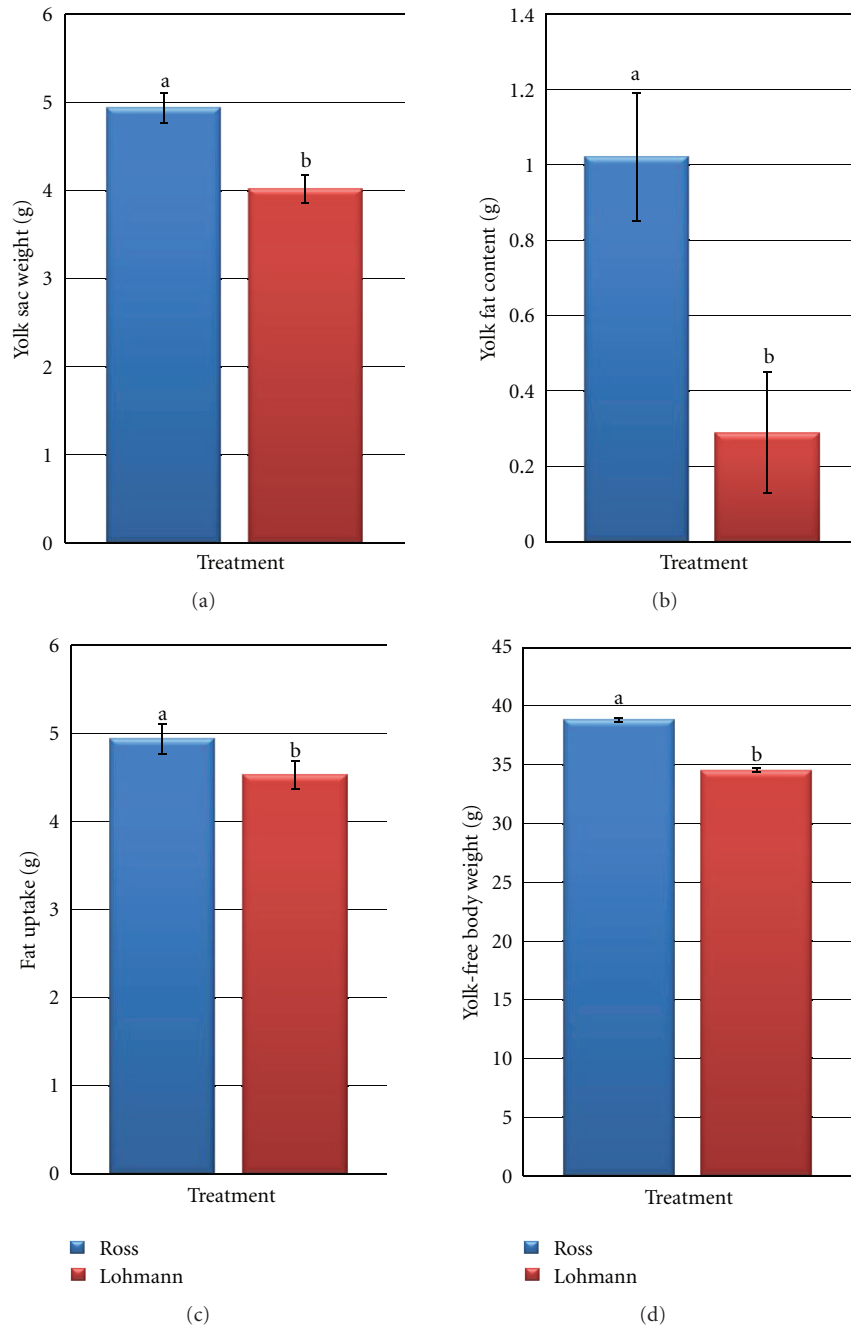 6
5
4
3
2
1
0
Yolk sac weight (g)
a
b
Treatment
(a)
1.4
1.2
1
0.8
0.6
0.4
0.2
0
Yolk fat content (g)
a
b
Treatment
(b)
6
5
4
3
2
1
0
Fat uptake (g)
a
b
Treatment
Ross
Lohmann
(c)
45
40
35
30
25
20
15
10
5
0
Yolk-free body weight (g)
a
b
Treatment
Ross
Lohmann
(d)